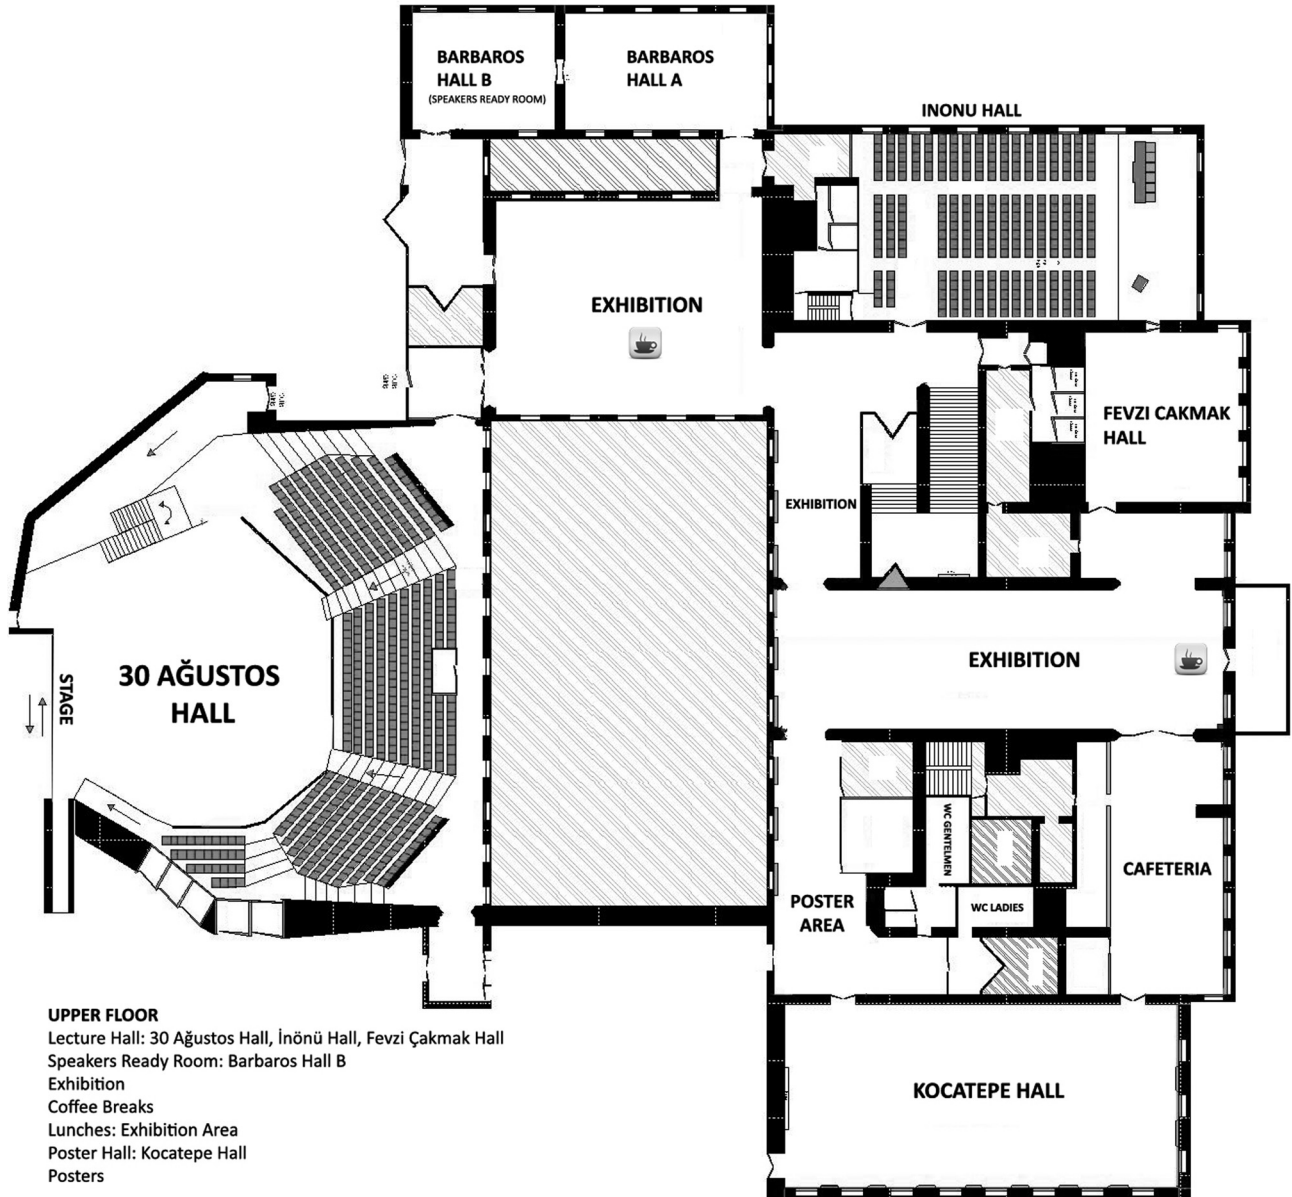 BARBAROS
HALL B
(SPEAKERS READY ROOM)
BARBAROS
HALL A
INONU HALL
EXHIBITION
FEVZI CAKMAK
HALL
EXHIBITION
30 AĞUSTOS
HALL
STAGE
EXHIBITION
WC GENTELMEN
WC LADIES
POSTER
AREA
CAFETERIA
KOCATEPE HALL
UPPER FLOOR
Lecture Hall: 30 Ağustos Hall, İnönü Hall, Fevzi Çakmak Hall
Speakers Ready Room: Barbaros Hall B
Exhibition
Coffee Breaks
Lunches: Exhibition Area
Poster Hall: Kocatepe Hall
Posters